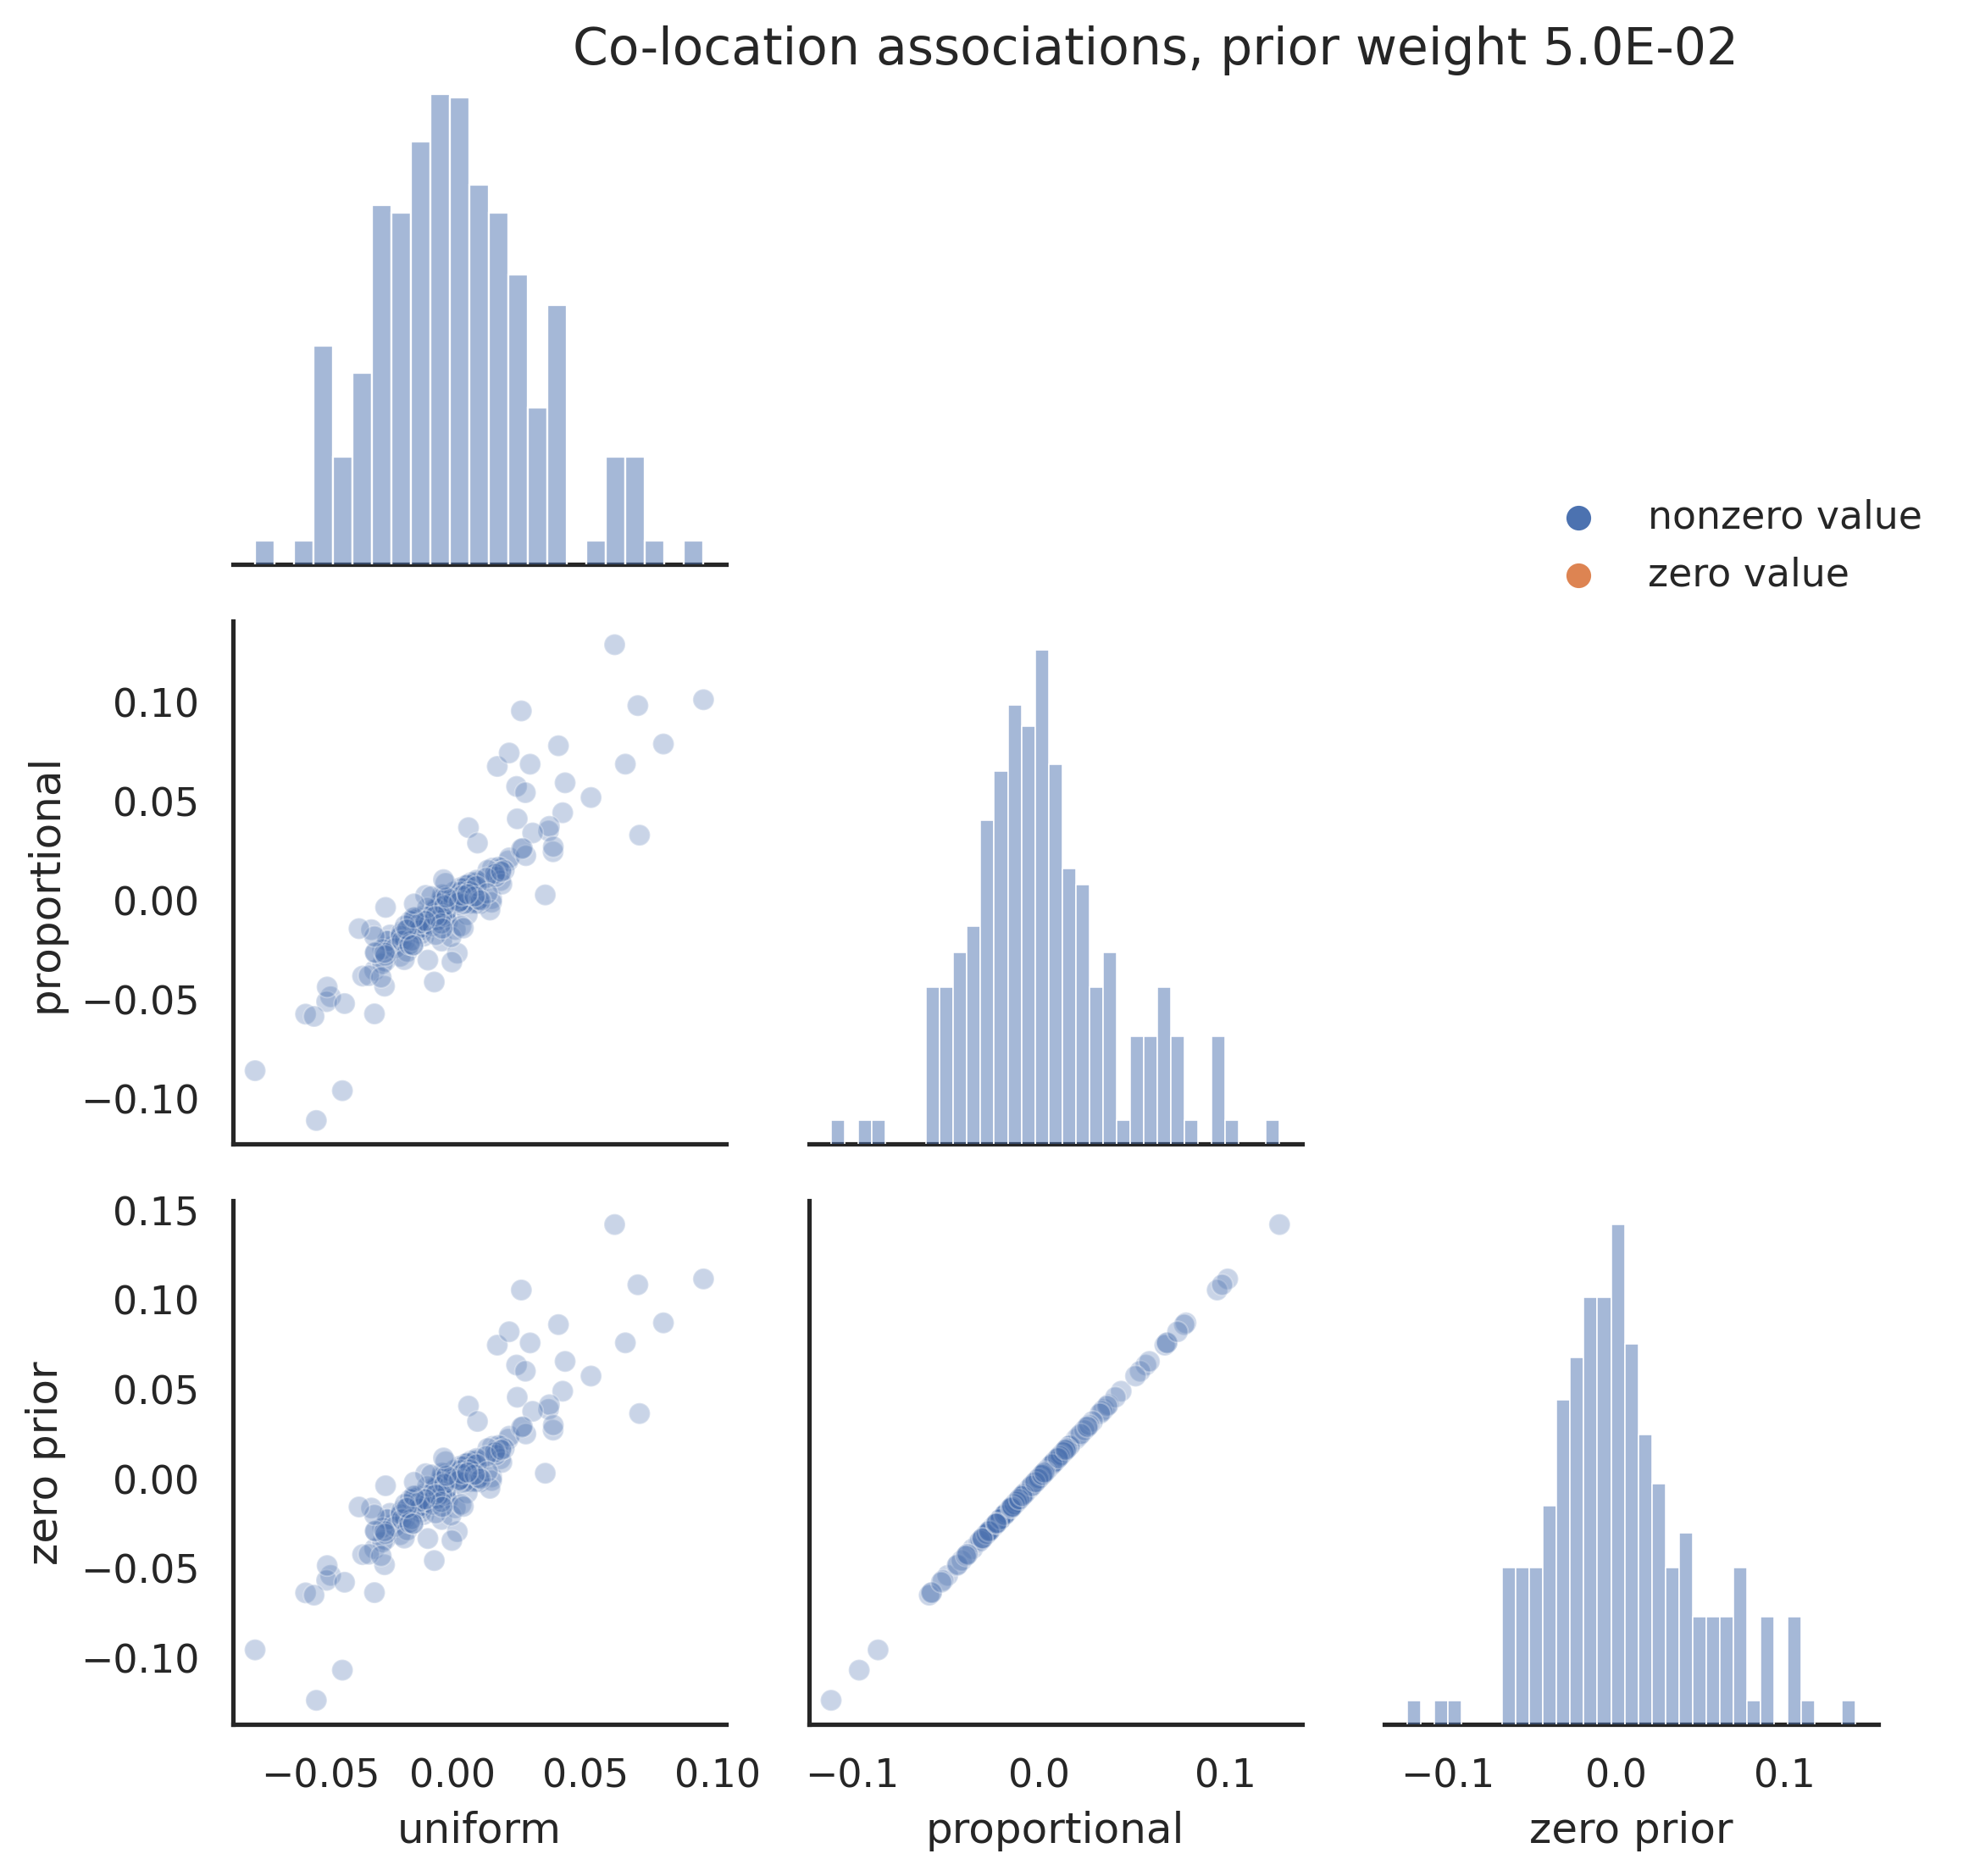 Co-location associations, prior weight 5.0E-02
nonzero value
zero value
proportional
0.10
0.05
0.00
−0.05
−0.10
zero prior
0.15
0.10
0.05
0.00
−0.05
−0.10
−0.05 0.00 0.05 0.10
−0.1 0.0 0.1
−0.1 0.0 0.1
uniform
proportional
zero prior